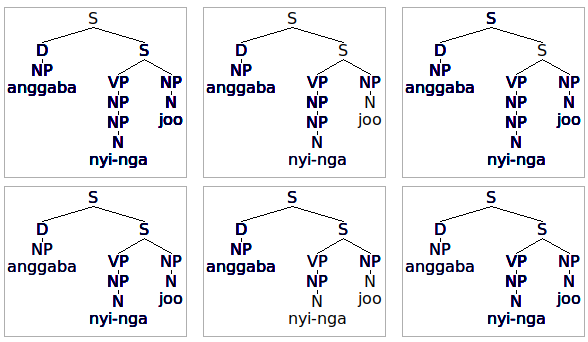 S S S
D S D S D S
NP VP NP NP VP NP NP VP NP
anggaba NP N anggaba NP N anggaba NP N
NP joo NP joo NP joo
N N N
nyi-nga nyi-nga nyi-nga
S S S
D S D S D S
NP VP NP NP VP NP NP VP NP
anggaba NP N anggaba NP N anggaba NP N
N joo N joo N joo
nyi-nga nyi-nga nyi-nga